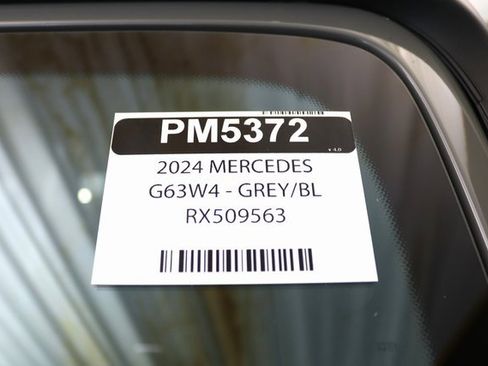 PM5372
v 4.0
2024 MERCEDES
G63W4 - GREY/BL
RX509563